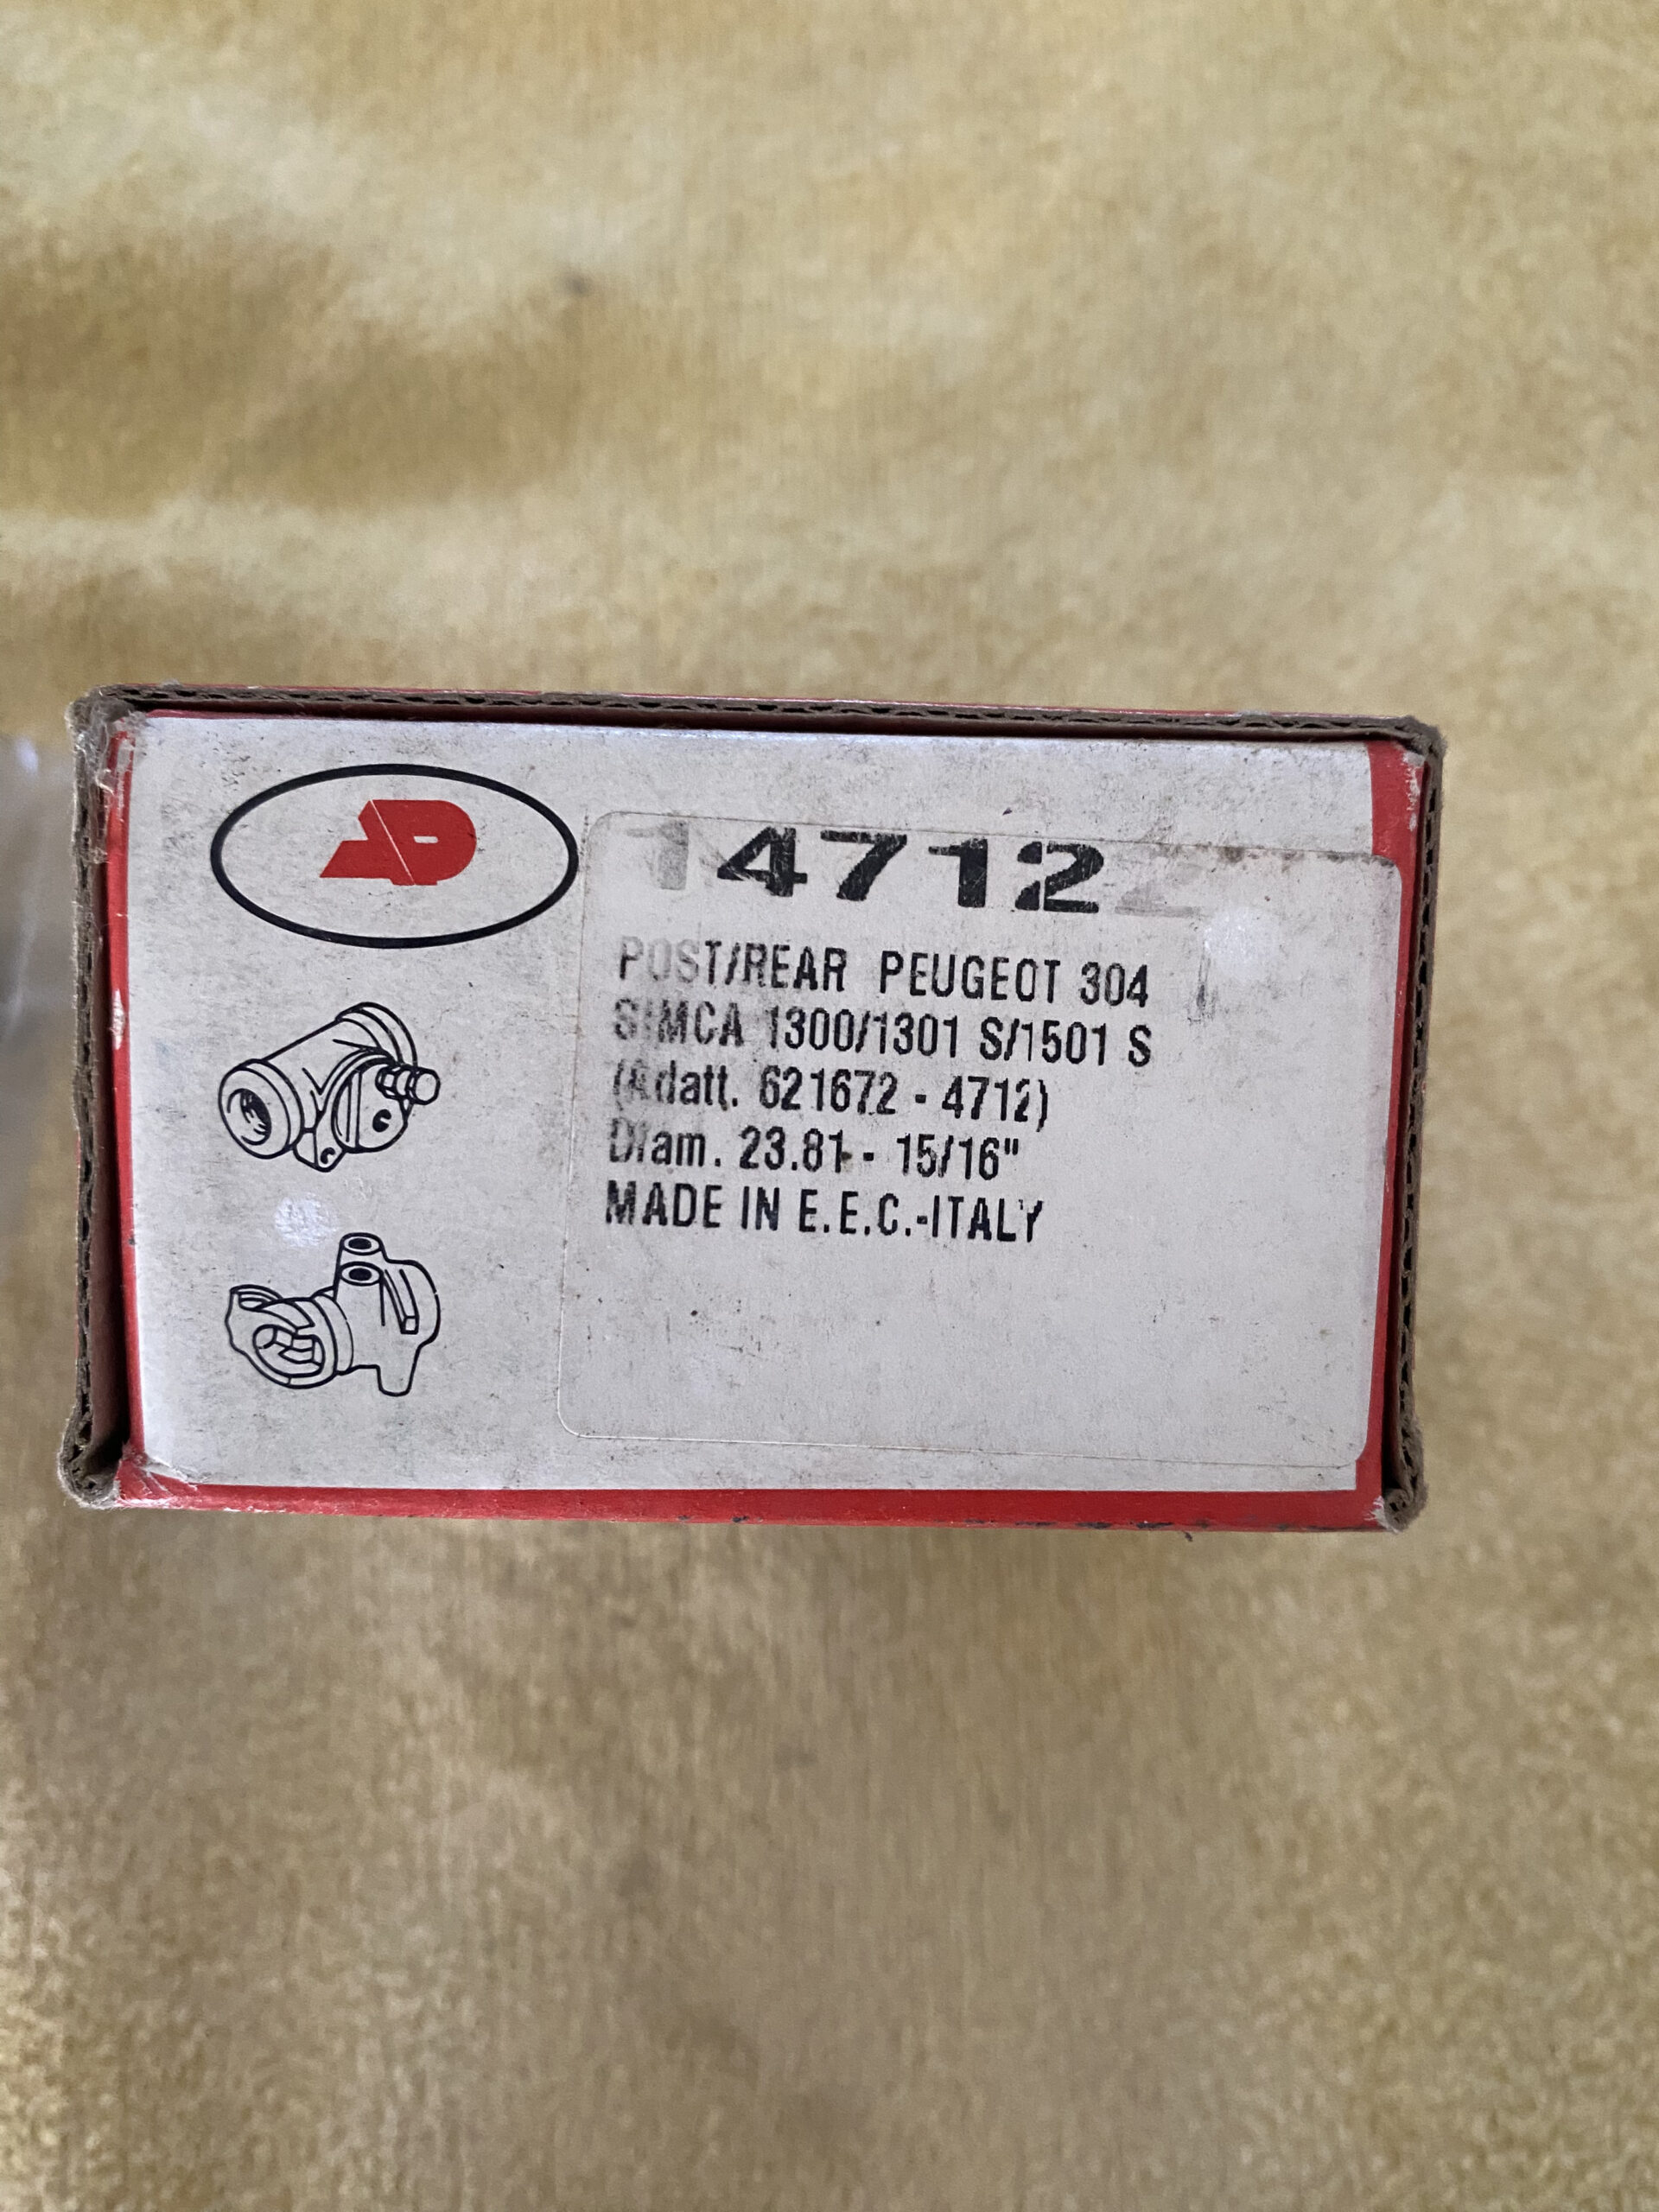 14712
POST/REAR PEUGEOT 304
SIMCA 1300/1301 S/1501 S
(Adatt. 621672 - 4712)
Diam. 23.81 - 15/16"
MADE IN E.E.C.-ITALY